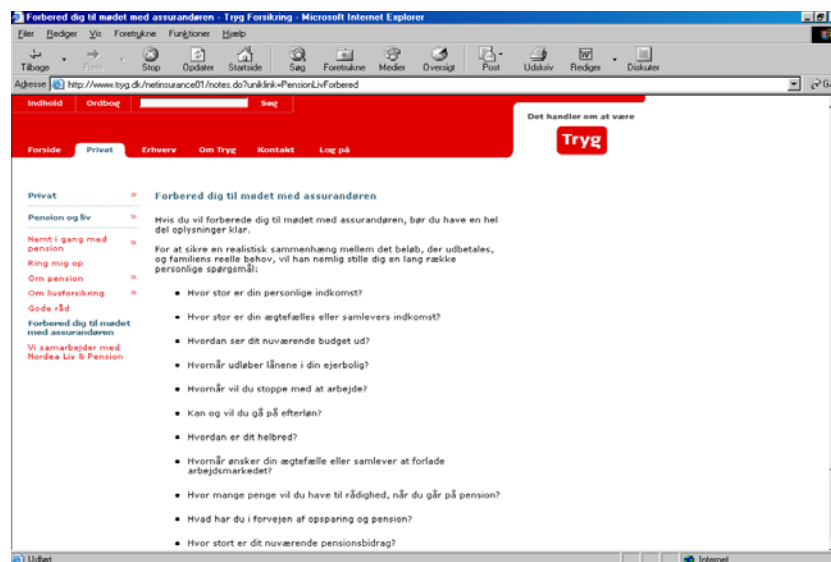 Forbered dig til mødet med assurandøren - Tryg Forsikring - Microsoft Internet Explorer
Filer Rediger Vis Foretrukne Funktioner Hjælp
Tilbage Frem Stop Opdater Startside Søg Foretrukne Medier Oversigt Post Udskriv Rediger Diskuter
Adresse http://www.tryg.dk/netinsurance01/notes.do?uniklink=PensionLivForbered
Indhold Ordbog Søg
Det handler om at være
Tryg
Forside Privat Erhverv Om Tryg Kontakt Log på
Privat »
Pension og liv »
Nemt i gang med »
pension
Ring mig op
Om pension »
Om livsforsikring »
Gode råd
Forbered dig til mødet
med assurandøren
Vi samarbejder med
Nordea Liv & Pension
Forbered dig til mødet med assurandøren
Hvis du vil forberede dig til mødet med assurandøren, bør du have en hel
del oplysninger klar.
For at sikre en realistisk sammenhæng mellem det beløb, der udbetales,
og familiens reelle behov, vil han nemlig stille dig en lang række
personlige spørgsmål:
• Hvor stor er din personlige indkomst?
• Hvor stor er din ægtefælles eller samlevers indkomst?
• Hvordan ser dit nuværende budget ud?
• Hvornår udløber lånene i din ejerbolig?
• Hvornår vil du stoppe med at arbejde?
• Kan og vil du gå på efterløn?
• Hvordan er dit helbred?
• Hvornår ønsker din ægtefælle eller samlever at forlade
arbejdsmarkedet?
• Hvor mange penge vil du have til rådighed, når du går på pension?
• Hvad har du i forvejen af opsparing og pension?
• Hvor stort er dit nuværende pensionsbidrag?
Udført Internet